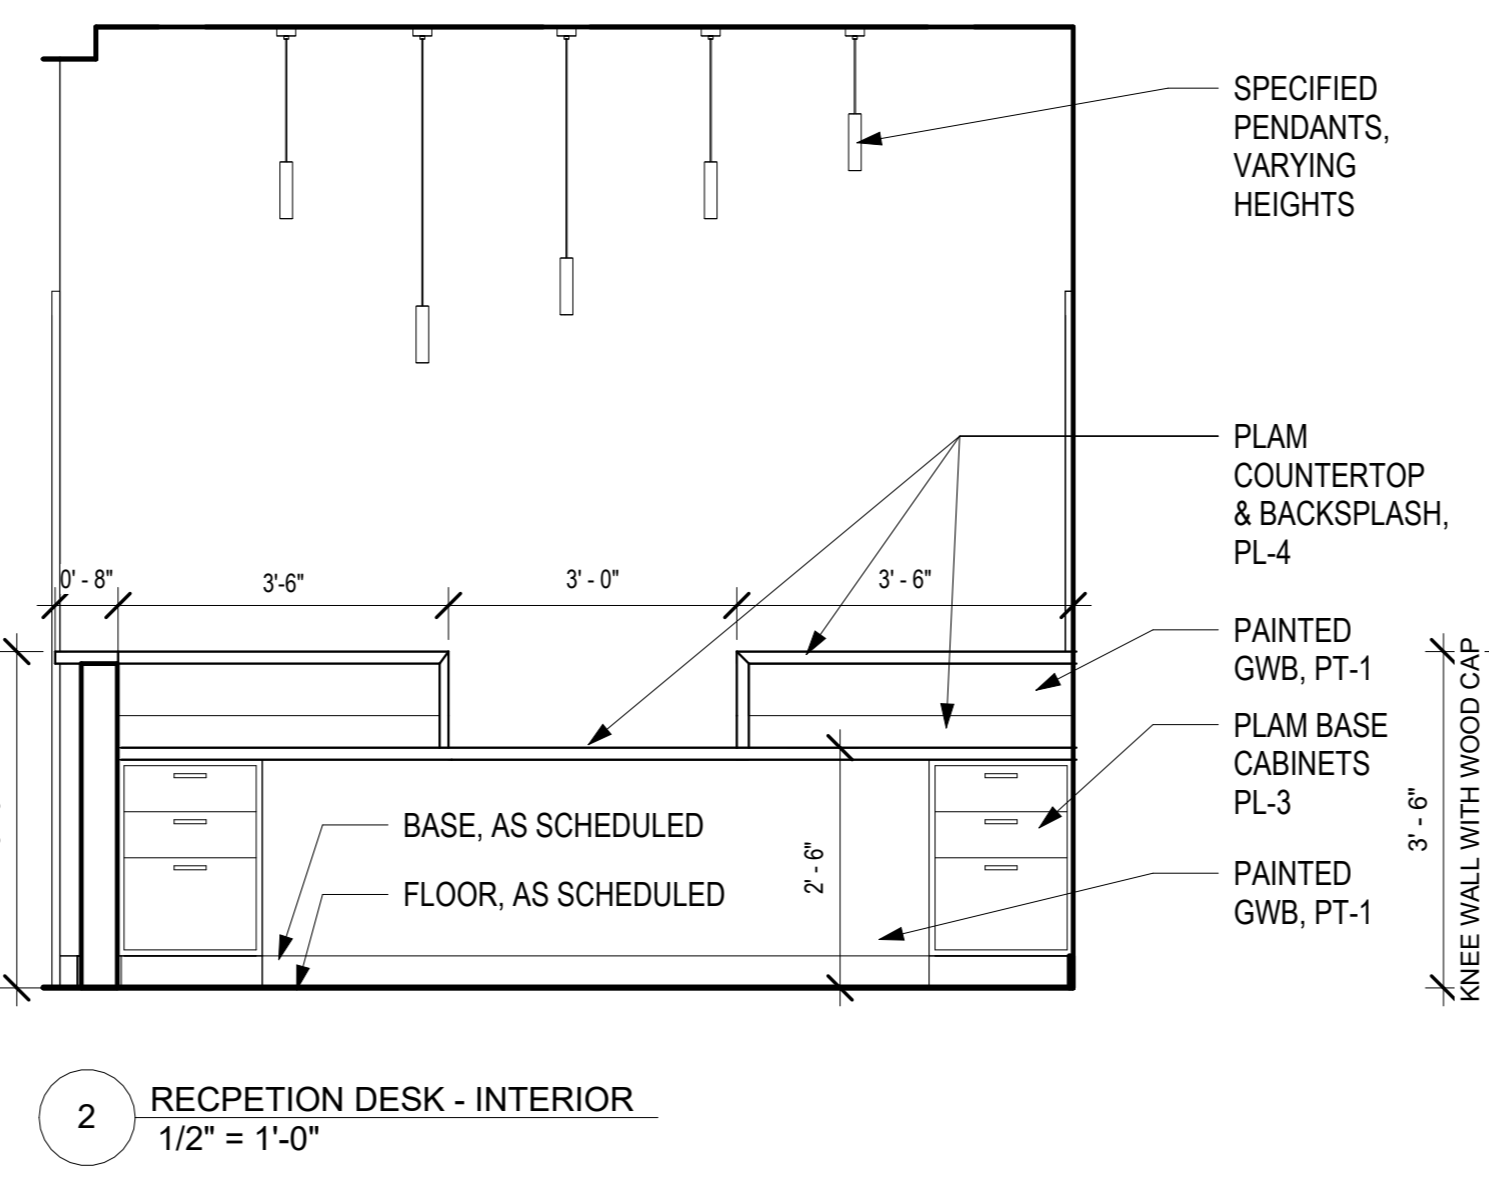 SPECIFIED
PENDANTS,
VARYING
HEIGHTS
PLAM
COUNTERTOP
& BACKSPLASH,
PL-4
0' - 8"
3'-6"
3' - 0"
3' - 6"
PAINTED
GWB, PT-1
PLAM BASE
CABINETS
PL-3
BASE, AS SCHEDULED
FLOOR, AS SCHEDULED
2' - 6"
PAINTED
GWB, PT-1
3' - 6"
KNEE WALL WITH WOOD CAP
2
RECPETION DESK - INTERIOR
1/2" = 1'-0"